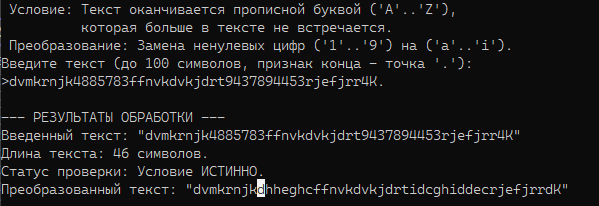 Условие: Текст оканчивается прописной буквой ('A'..'Z'),
которая больше в тексте не встречается.
Преобразование: Замена ненулевых цифр ('1'..'9') на ('a'..'i').
Введите текст (до 100 символов, признак конца – точка '.'):
>dvmkrnjk4885783ffnvkdvkjdrt9437894453rjefjrr4K.
--- РЕЗУЛЬТАТЫ ОБРАБОТКИ ---
Введенный текст: "dvmkrnjk4885783ffnvkdvkjdrt9437894453rjefjrr4K"
Длина текста: 46 символов.
Статус проверки: Условие ИСТИННО.
Преобразованный текст: "dvmkrnjkdhheghcffnvkdvkjdrtidcghiddecrjefjrrdK"